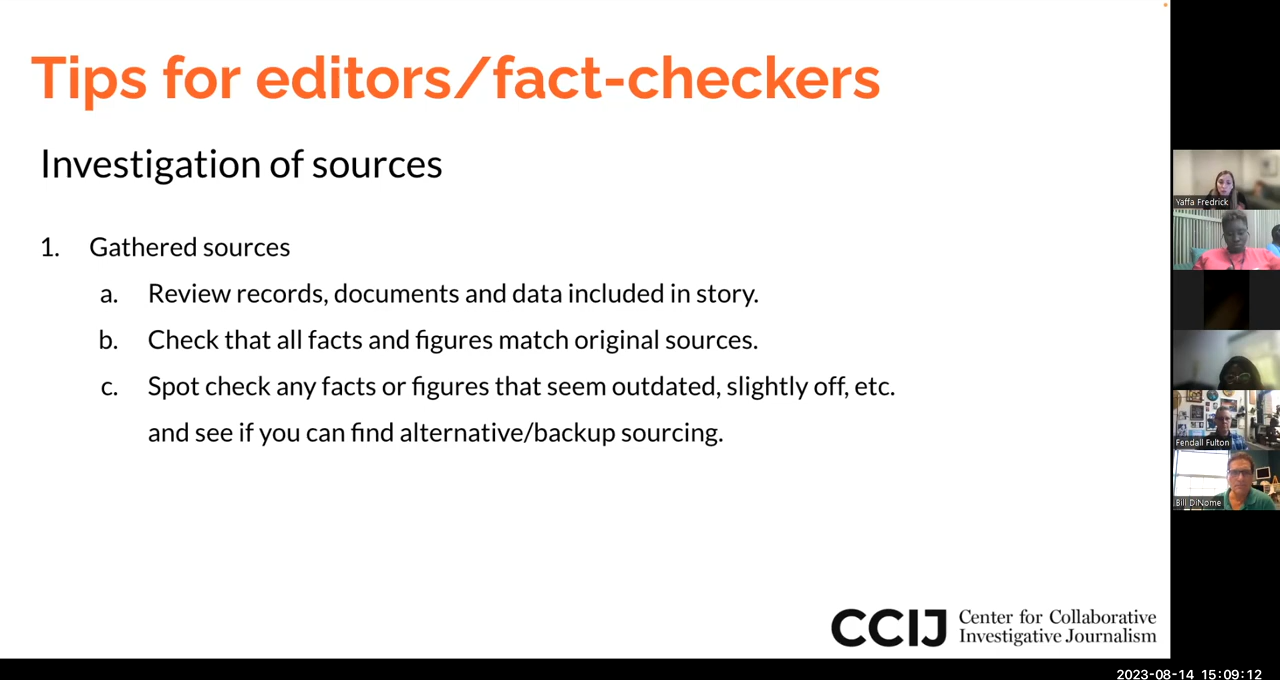 Tips for editors/fact-checkers
Investigation of sources
1. Gathered sources
a. Review records, documents and data included in story.
b. Check that all facts and figures match original sources.
c. Spot check any facts or figures that seem outdated, slightly off, etc.
and see if you can find alternative/backup sourcing.
CCIJ
Center for Collaborative
Investigative Journalism
Yaffa Fredrick
Fendall Fulton
Bill DiNome
2023-08-14 15:09:12